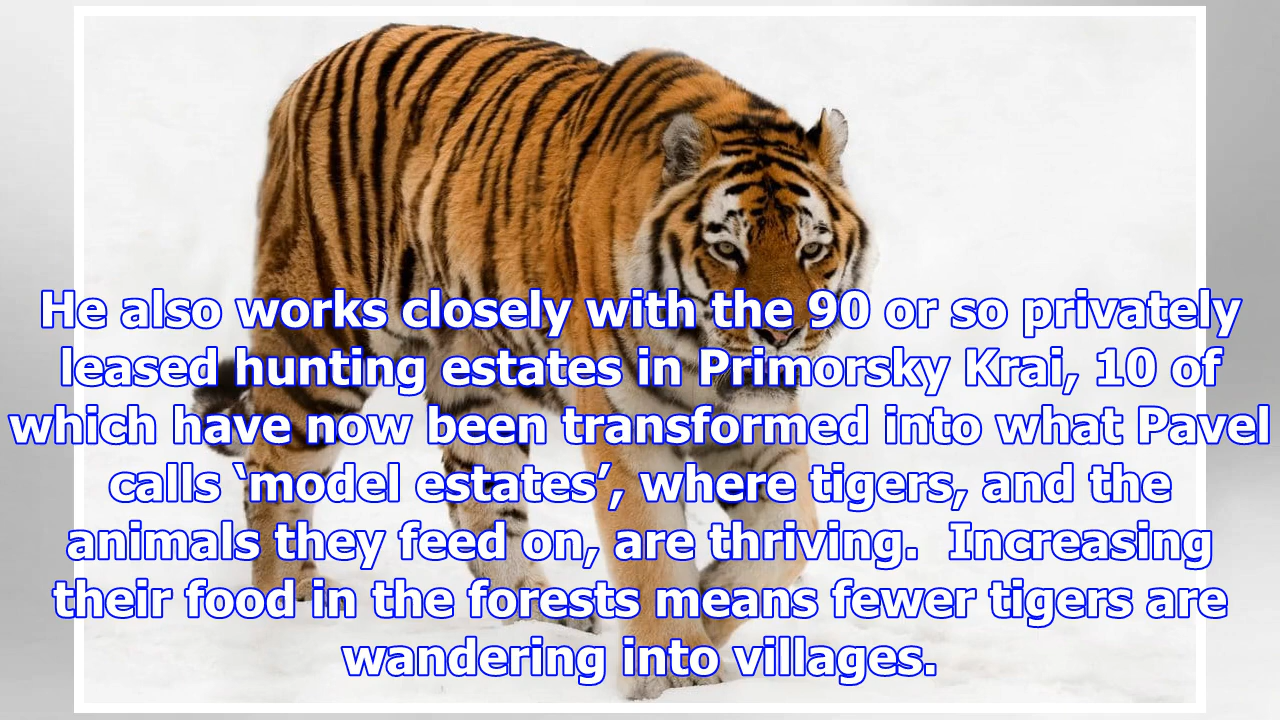 He also works closely with the 90 or so privately
leased hunting estates in Primorsky Krai, 10 of
which have now been transformed into what Pavel
calls ‘model estates’, where tigers, and the
animals they feed on, are thriving.  Increasing
their food in the forests means fewer tigers are
wandering into villages.